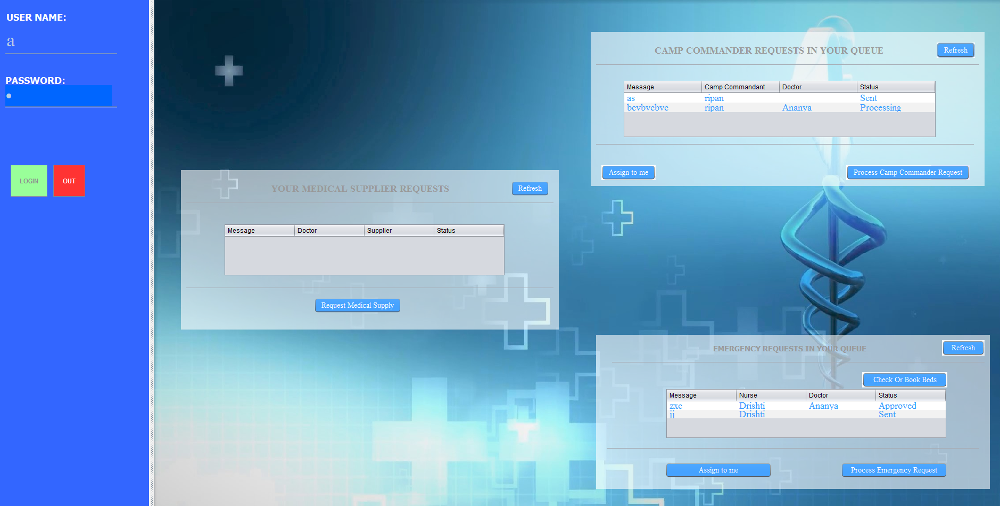 USER NAME:
a
PASSWORD:
LOGIN OUT
CAMP COMMANDER REQUESTS IN YOUR QUEUE Refresh
Message Camp Commandant Doctor Status
as ripan Sent
bcvbvcbvc ripan Ananya Processing
Assign to me Process Camp Commander Request
YOUR MEDICAL SUPPLIER REQUESTS Refresh
Message Doctor Supplier Status
Request Medical Supply
EMERGENCY REQUESTS IN YOUR QUEUE Refresh
Check Or Book Beds
Message Nurse Doctor Status
zxc Drishti Ananya Approved
jj Drishti Sent
Assign to me Process Emergency Request